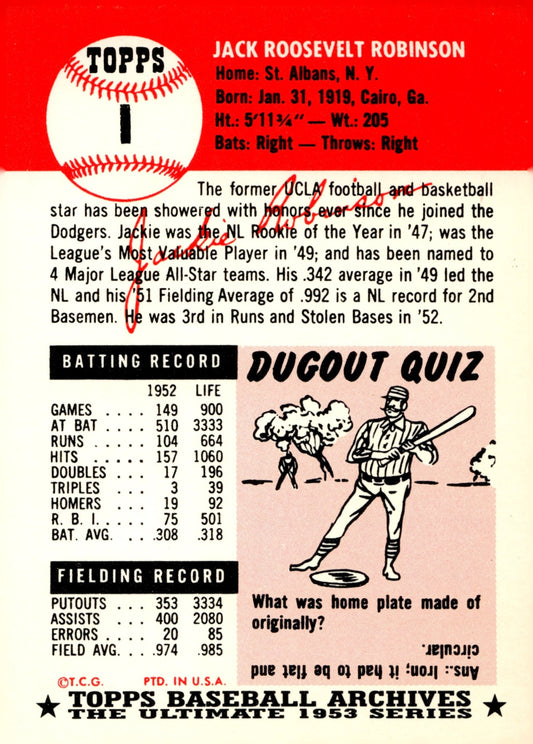 TOPPS
1
JACK ROOSEVELT ROBINSON
Home: St. Albans, N. Y.
Born: Jan. 31, 1919, Cairo, Ga.
Ht.: 5'11¾" — Wt.: 205
Bats: Right — Throws: Right
The former UCLA football and basketball
star has been showered with honors ever since he joined the
Dodgers. Jackie was the NL Rookie of the Year in '47; was the
League's Most Valuable Player in '49; and has been named to
4 Major League All-Star teams. His .342 average in '49 led the
NL and his '51 Fielding Average of .992 is a NL record for 2nd
Basemen. He was 3rd in Runs and Stolen Bases in '52.
Jackie Robinson
BATTING RECORD
1952 LIFE
GAMES .... 149 900
AT BAT .... 510 3333
RUNS .... 104 664
HITS .... 157 1060
DOUBLES ... 17 196
TRIPLES ... 3 39
HOMERS ... 19 92
R. B. I. .... 75 501
BAT. AVG. ... .308 .318
FIELDING RECORD
PUTOUTS ... 353 3334
ASSISTS ... 400 2080
ERRORS ... 20 85
FIELD AVG. ... .974 .985
DUGOUT QUIZ
What was home plate made of
originally?
Ans.: Iron; it had to be flat and
circular.
©T.C.G. PTD. IN U.S.A.
TOPPS BASEBALL ARCHIVES
THE ULTIMATE 1953 SERIES